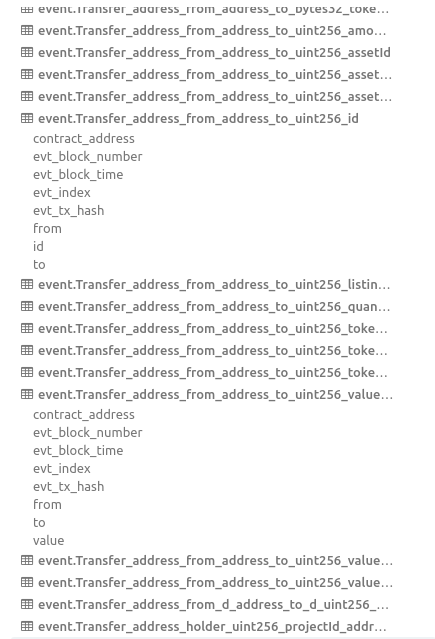 event.Transfer_address_from_address_to_bytes32_toke...
event.Transfer_address_from_address_to_uint256_amo...
event.Transfer_address_from_address_to_uint256_assetId
event.Transfer_address_from_address_to_uint256_asset...
event.Transfer_address_from_address_to_uint256_asset...
event.Transfer_address_from_address_to_uint256_id
contract_address
evt_block_number
evt_block_time
evt_index
evt_tx_hash
from
id
to
event.Transfer_address_from_address_to_uint256_listin...
event.Transfer_address_from_address_to_uint256_quan...
event.Transfer_address_from_address_to_uint256_toke...
event.Transfer_address_from_address_to_uint256_toke...
event.Transfer_address_from_address_to_uint256_toke...
event.Transfer_address_from_address_to_uint256_value...
contract_address
evt_block_number
evt_block_time
evt_index
evt_tx_hash
from
to
value
event.Transfer_address_from_address_to_uint256_value...
event.Transfer_address_from_address_to_uint256_value...
event.Transfer_address_from_d_address_to_d_uint256_...
event.Transfer_address_holder_uint256_projectId_addr...